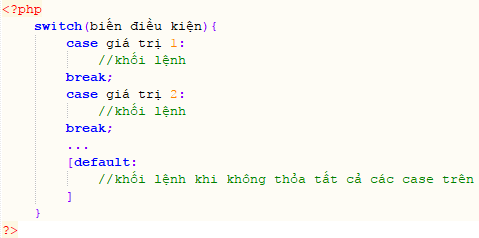 <?php
switch(biến điều kiện){
case giá trị 1:
//khối lệnh
break;
case giá trị 2:
//khối lệnh
break;
...
[default:
//khối lệnh khi không thỏa tất cả các case trên
]
}
?>